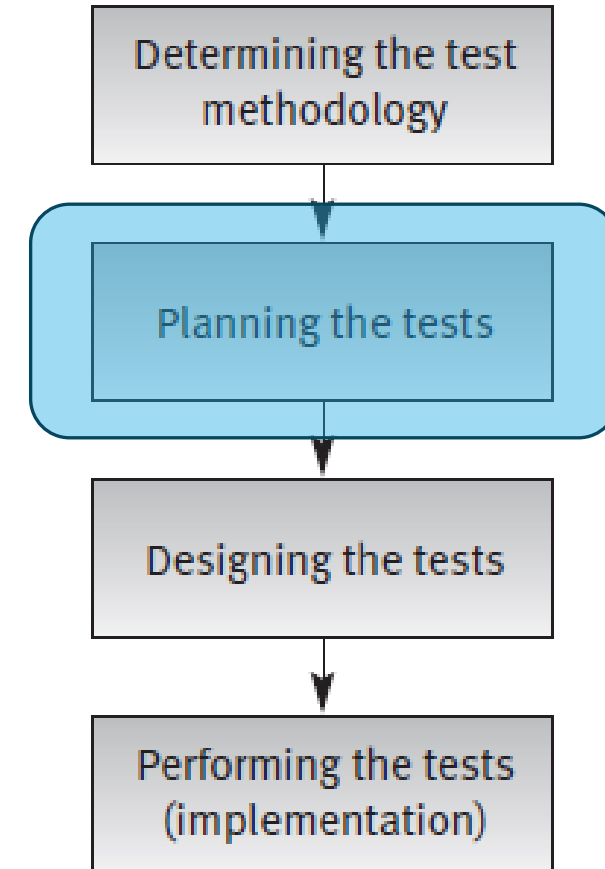 Determining the test
methodology
Planning the tests
Designing the tests
Performing the tests
(implementation)